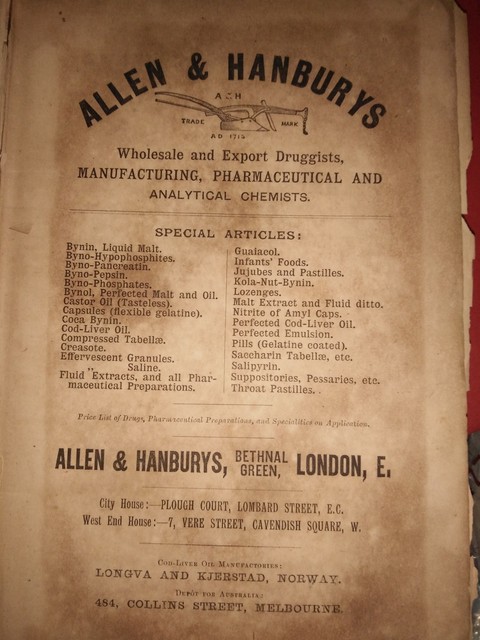 ALLEN & HANBURYS
A & H
TRADE MARK
AD 1715
Wholesale and Export Druggists,
MANUFACTURING, PHARMACEUTICAL AND
ANALYTICAL CHEMISTS.
SPECIAL ARTICLES:
Bynin, Liquid Malt.
Byno-Hypophosphites.
Byno-Pancreatin.
Byno-Pepsin.
Byno-Phosphates.
Bynol, Perfected Malt and Oil.
Castor Oil (Tasteless).
Capsules (flexible gelatine).
Coca Bynin.
Cod-Liver Oil.
Compressed Tabellæ.
Creasote.
Effervescent Granules.
" Saline.
Fluid Extracts, and all Phar-
maceutical Preparations.
Guaiacol.
Infants' Foods.
Jujubes and Pastilles.
Kola-Nut-Bynin.
Lozenges.
Malt Extract and Fluid ditto.
Nitrite of Amyl Caps.
Perfected Cod-Liver Oil.
Perfected Emulsion.
Pills (Gelatine coated).
Saccharin Tabellæ, etc.
Salipyrin.
Suppositories, Pessaries, etc.
Throat Pastilles.
Price List of Drugs, Pharmaceutical Preparations, and Specialities on Application.
ALLEN & HANBURYS, BETHNAL GREEN, LONDON, E.
City House:—PLOUGH COURT, LOMBARD STREET, E.C.
West End House:—7, VERE STREET, CAVENDISH SQUARE, W.
COD-LIVER OIL MANUFACTORIES:
LONGVA AND KJERSTAD, NORWAY.
DEPÔT FOR AUSTRALIA:
484, COLLINS STREET, MELBOURNE.